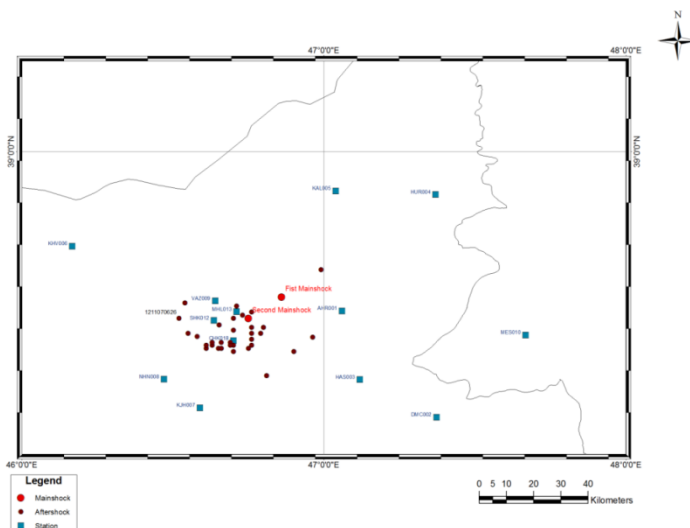 N
47°0'0"E
48°0'0"E
39°0'0"N
39°0'0"N
KAL005
HUR004
KHV006
Fist Mainshock
VAZ009
MHL013
AHR001
1211070626
Second Mainshock
SHK012
MES010
NHN008
HAS003
KJH007
DMC002
46°0'0"E
47°0'0"E
48°0'0"E
Legend
Mainshock
Aftershock
Station
0 5 10 20 30 40
Kilometers